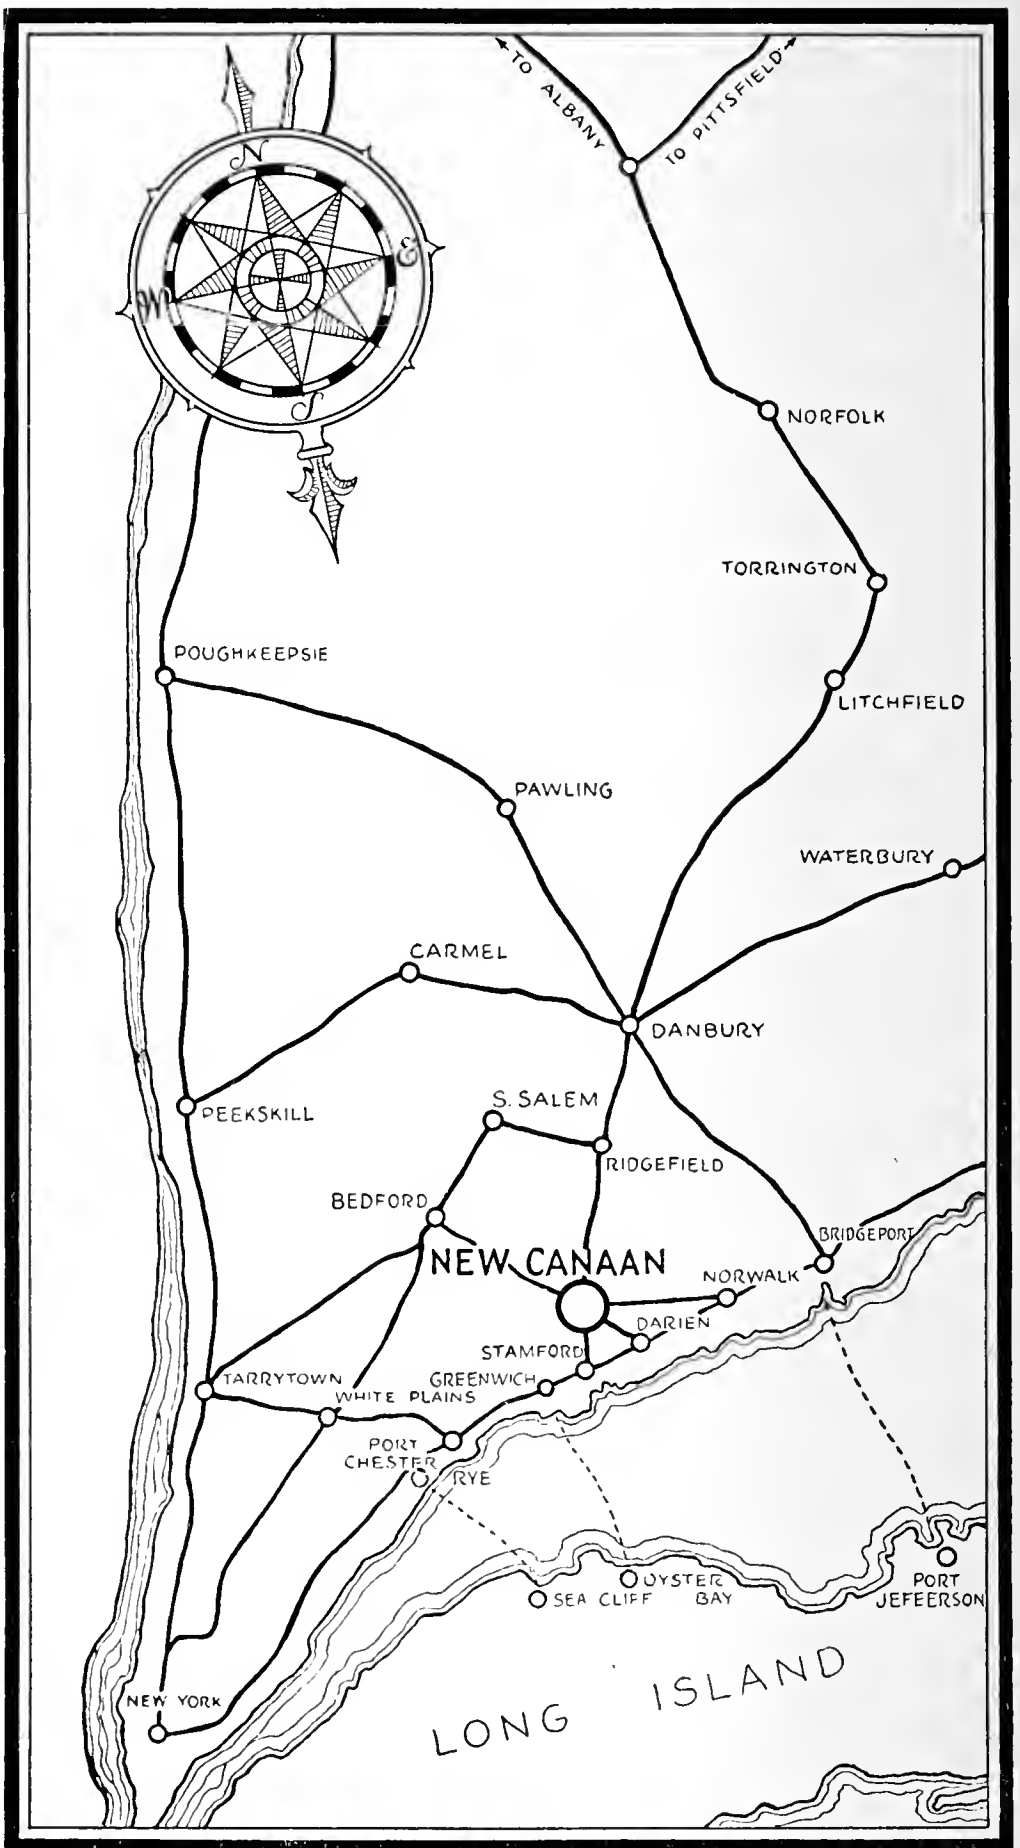 TO ALBANY
TO PITTSFIELD
N
E
W
S
NORFOLK
TORRINGTON
POUGHKEEPSIE
LITCHFIELD
PAWLING
WATERBURY
CARMEL
DANBURY
S. SALEM
PEEKSKILL
RIDGEFIELD
BEDFORD
BRIDGEPORT
NEW CANAAN
NORWALK
DARIEN
STAMFORD
GREENWICH
TARRYTOWN
WHITE PLAINS
PORT
CHESTER
RYE
OYSTER
BAY
SEA CLIFF
PORT
JEFEERSON
LONG ISLAND
NEW YORK